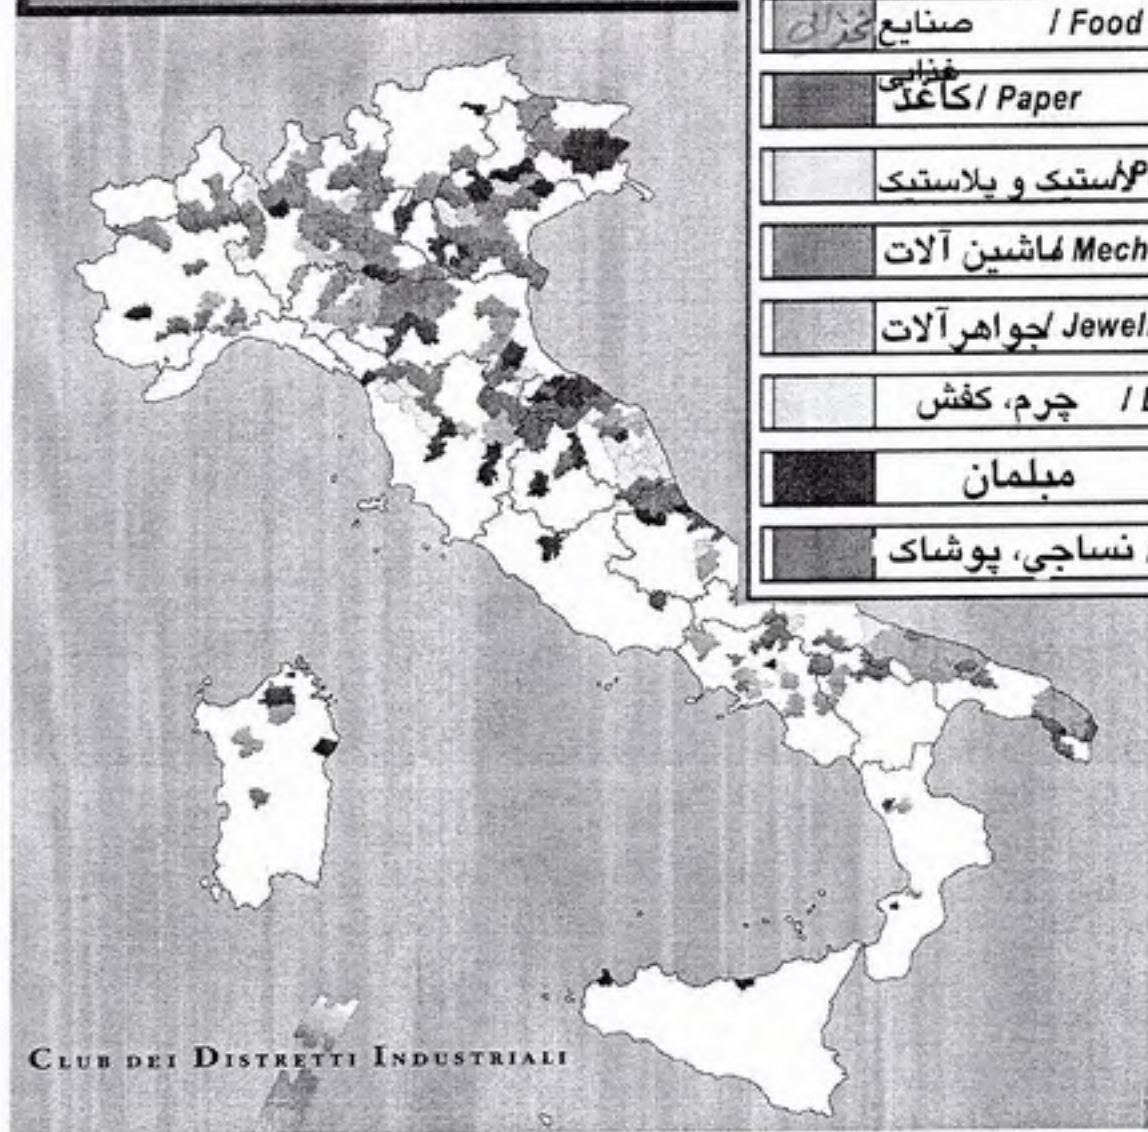 صنایع / Food
غذایی
کاغذ / Paper
لاستیک و پلاستیک
ماشین آلات / Mech
جواهرآلات / Jewel
چرم، کفش /
مبلمان
نساجی، پوشاک
CLUB DEI DISTRETTI INDUSTRIALI